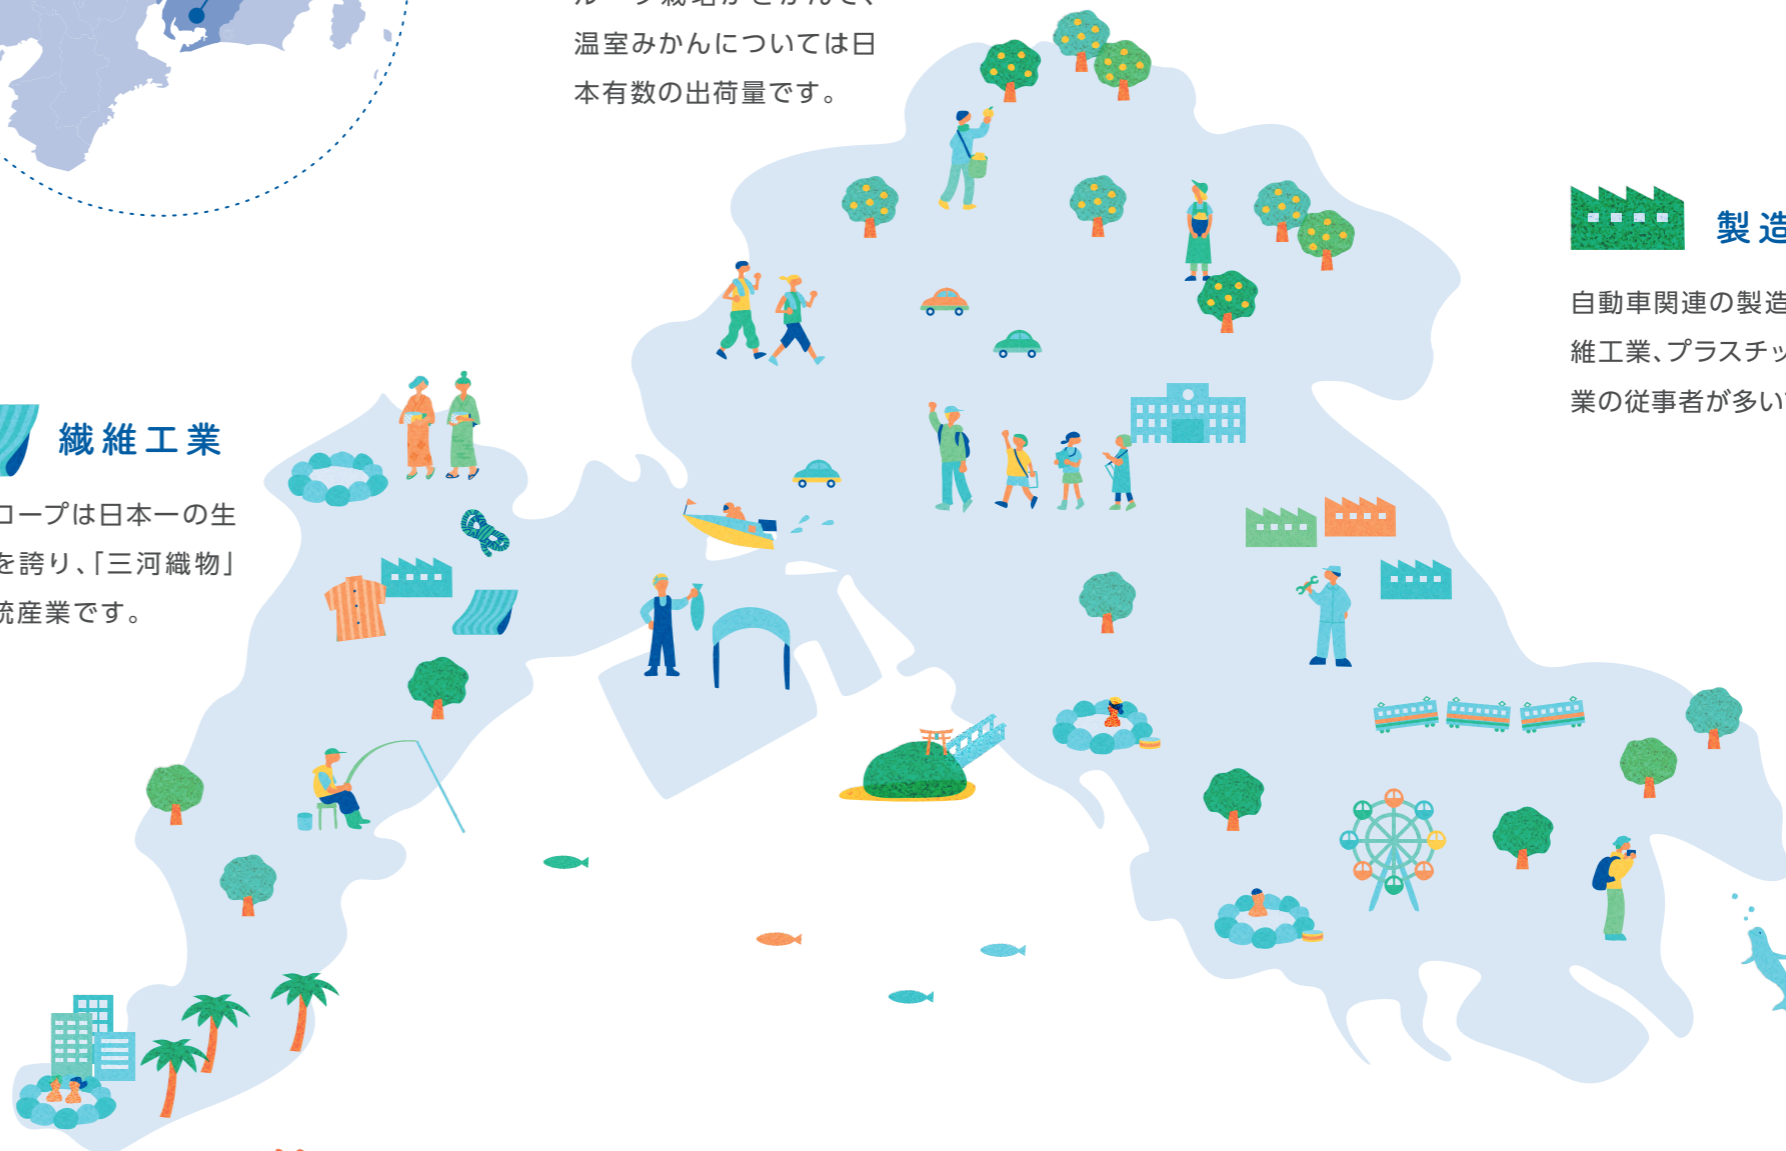 温室みかんについては日
本有数の出荷量です。
製造
自動車関連の製造
維工業、プラスチッ
業の従事者が多い
繊維工業
ロープは日本一の生
を誇り、「三河織物」
統産業です。